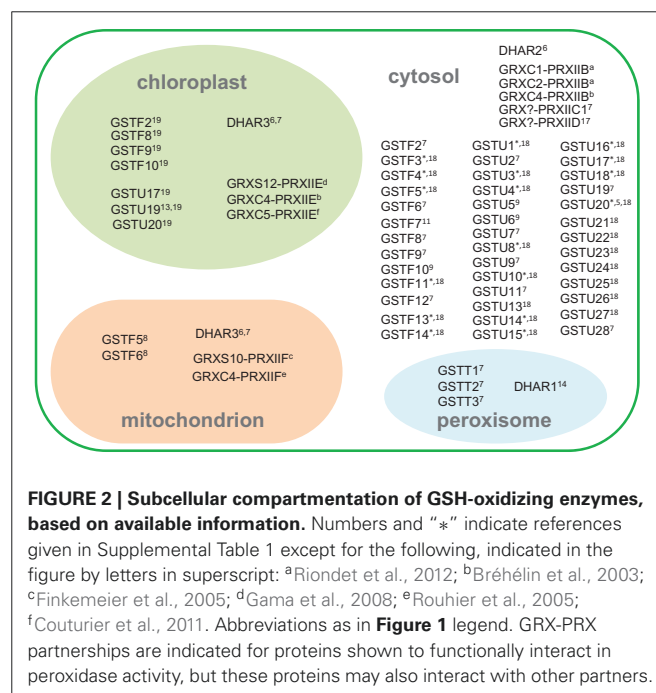 chloroplast
GSTF2¹⁹
GSTF8¹⁹
GSTF9¹⁹
GSTF10¹⁹
GSTU17¹⁹
GSTU19¹³,¹⁹
GSTU20¹⁹
DHAR3⁶,⁷
GRXS12-PRXIIEᵈ
GRXC4-PRXIIEᵇ
GRXC5-PRXIIEᶠ
cytosol
DHAR2⁶
GRXC1-PRXIIBᵃ
GRXC2-PRXIIBᵃ
GRXC4-PRXIIBᵇ
GRX?-PRXIIC1⁷
GRX?-PRXIID¹⁷
GSTF2⁷
GSTF3*,¹⁸
GSTF4*,¹⁸
GSTF5*,¹⁸
GSTF6⁷
GSTF7¹¹
GSTF8⁷
GSTF9⁷
GSTF10⁹
GSTF11*,¹⁸
GSTF12⁷
GSTF13*,¹⁸
GSTF14*,¹⁸
GSTU1*,¹⁸
GSTU2⁷
GSTU3*,¹⁸
GSTU4*,¹⁸
GSTU5⁹
GSTU6⁹
GSTU7⁷
GSTU8*,¹⁸
GSTU9⁷
GSTU10*,¹⁸
GSTU11⁷
GSTU13¹⁸
GSTU14*,¹⁸
GSTU15*,¹⁸
GSTU16*,¹⁸
GSTU17*,¹⁸
GSTU18*,¹⁸
GSTU19⁷
GSTU20*,⁵,¹⁸
GSTU21¹⁸
GSTU22¹⁸
GSTU23¹⁸
GSTU24¹⁸
GSTU25¹⁸
GSTU26¹⁸
GSTU27¹⁸
GSTU28⁷
GSTF5⁸
GSTF6⁸
DHAR3⁶,⁷
GRXS10-PRXIIFᶜ
GRXC4-PRXIIFᵉ
mitochondrion
GSTT1⁷
GSTT2⁷
GSTT3⁷
DHAR1¹⁴
peroxisome
FIGURE 2 | Subcellular compartmentation of GSH-oxidizing enzymes,
based on available information. Numbers and “*” indicate references
given in Supplemental Table 1 except for the following, indicated in the
figure by letters in superscript: ᵃRiondet et al., 2012; ᵇBréhélin et al., 2003;
ᶜFinkemeier et al., 2005; ᵈGama et al., 2008; ᵉRouhier et al., 2005;
ᶠCouturier et al., 2011. Abbreviations as in Figure 1 legend. GRX-PRX
partnerships are indicated for proteins shown to functionally interact in
peroxidase activity, but these proteins may also interact with other partners.